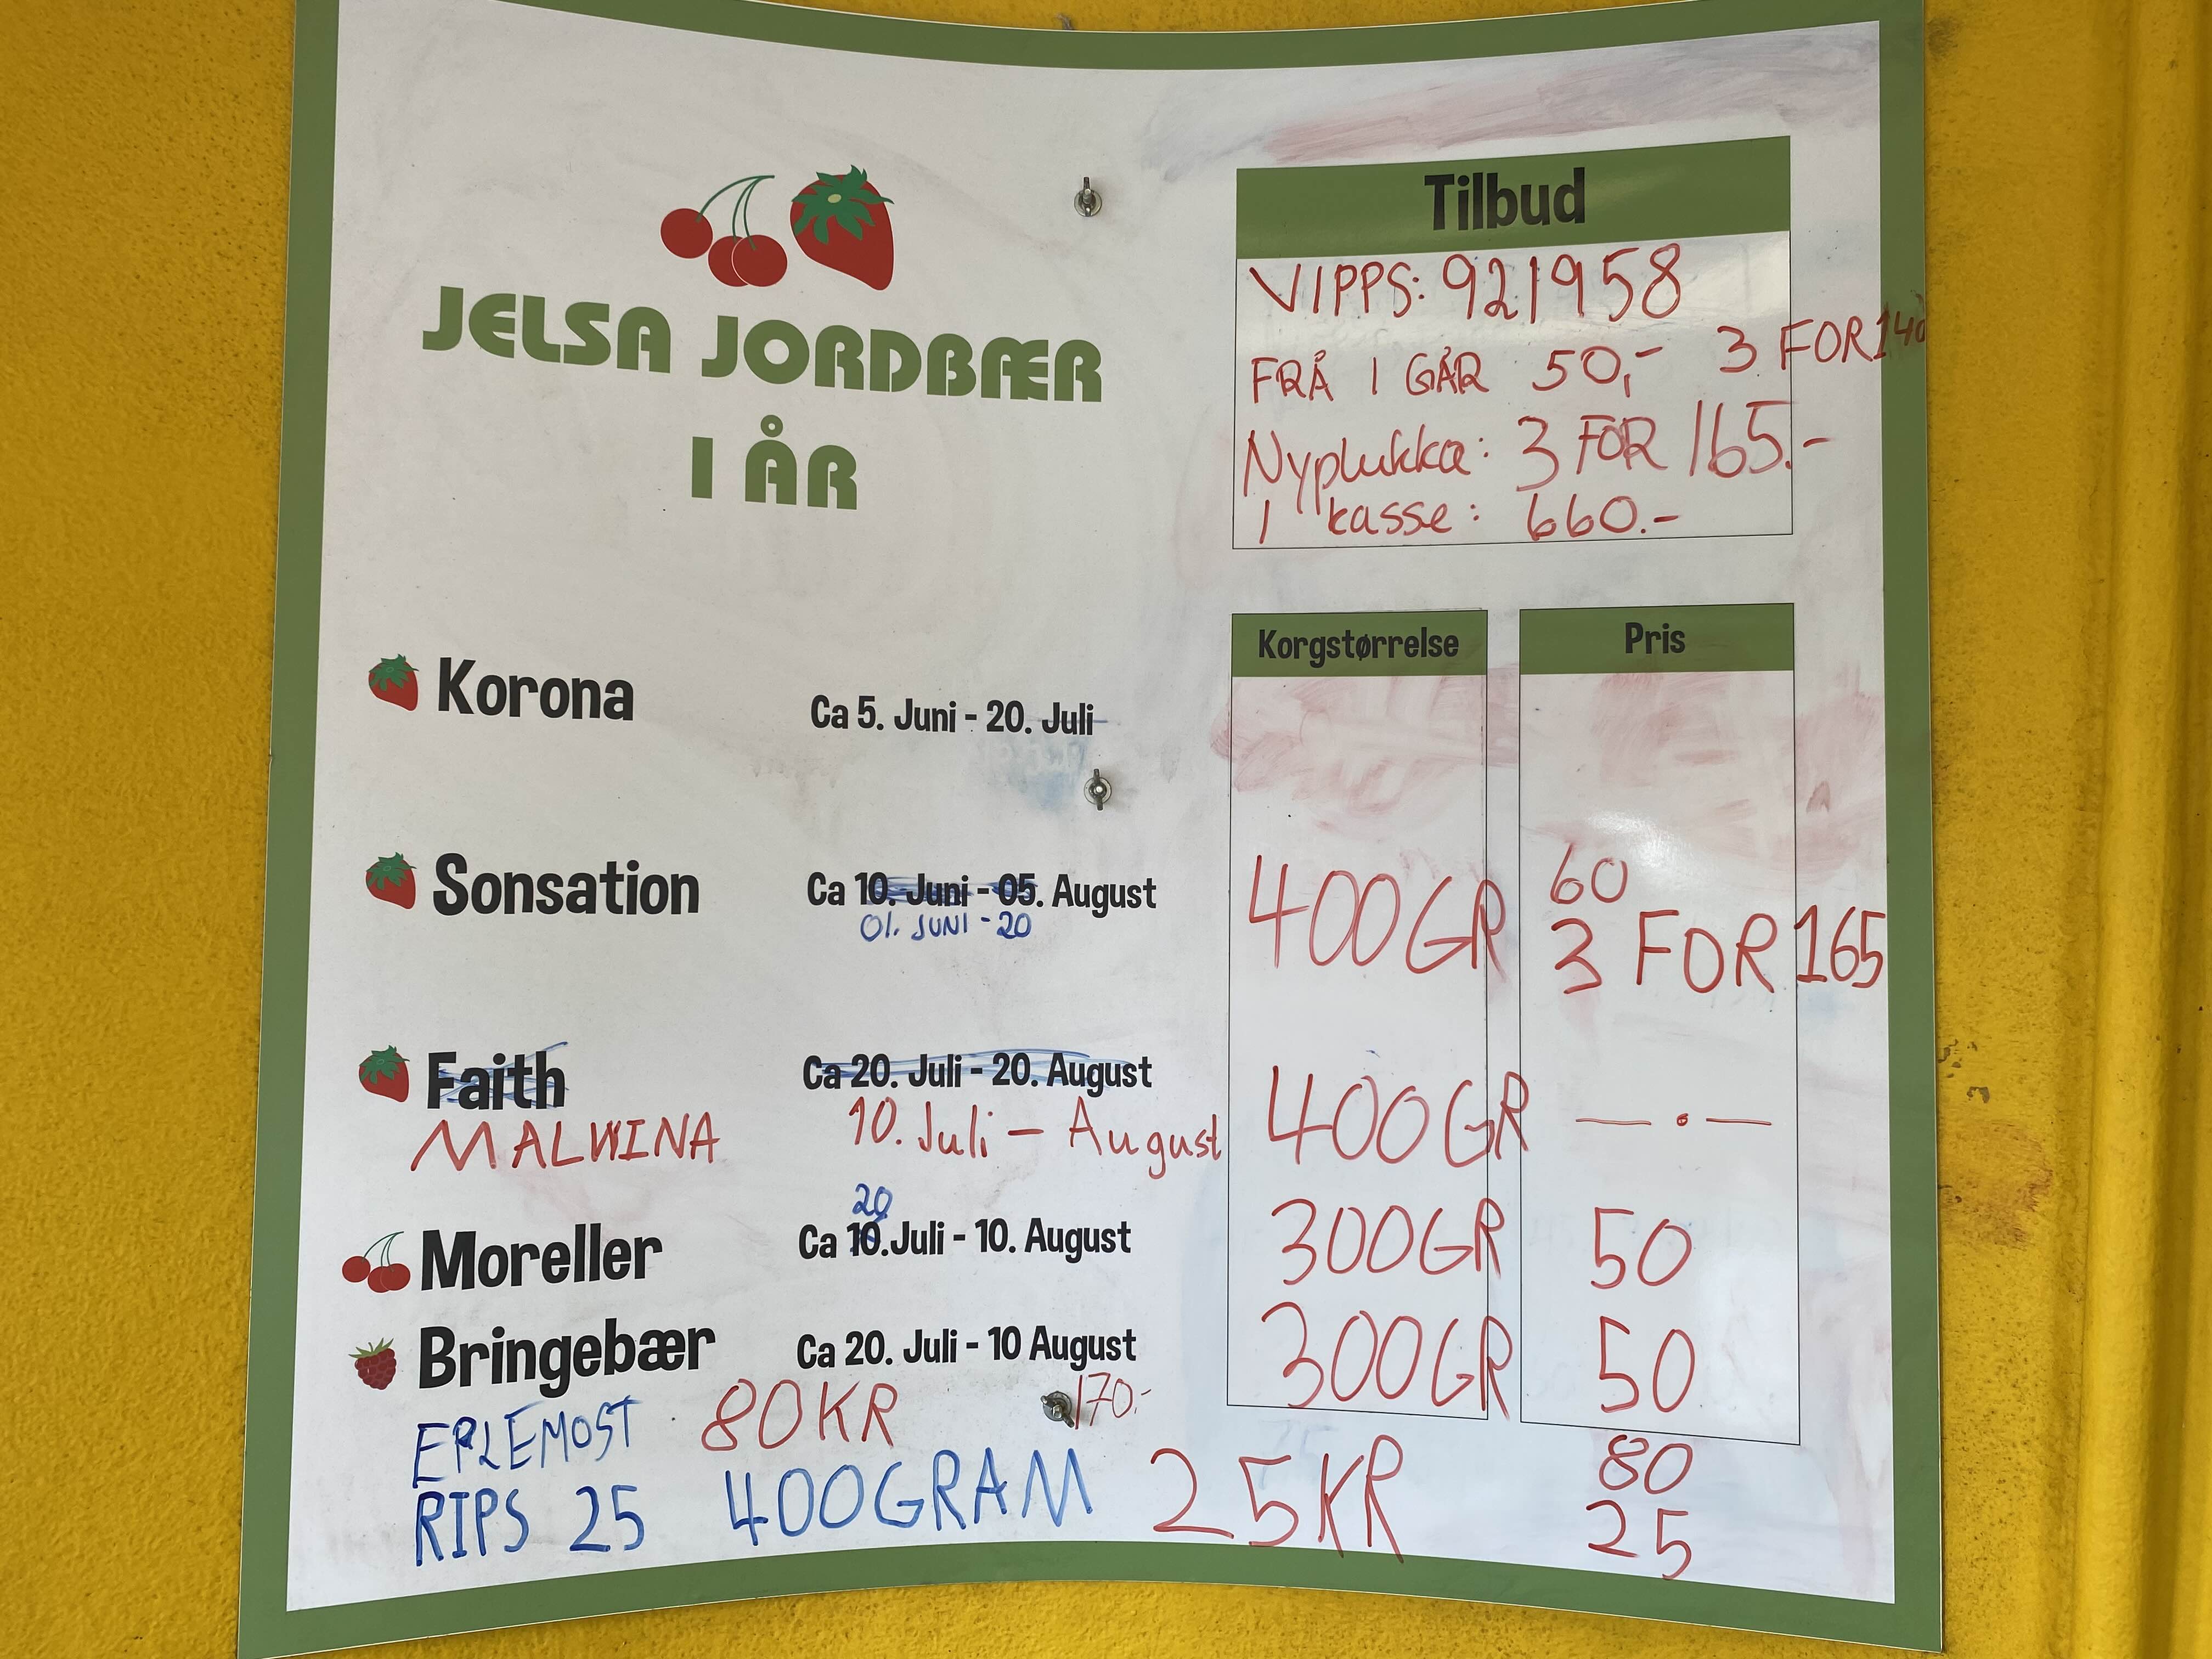 JELSA JORDBÆR
I ÅR
Tilbud
VIPPS: 921958
FRÅ I GÅR 50,- 3 FOR 140
Nyplukka: 3 FOR 165.-
1 kasse: 660.-
Korgstørrelse Pris
Korona Ca 5. Juni - 20. Juli
Sonsation Ca 10. Juni - 05. August 400GR 60
01. JUNI - 20 3 FOR 165
Faith Ca 20. Juli - 20. August
MALWINA 10. Juli - August 400GR — . —
20
Moreller Ca 10. Juli - 10. August 300GR 50
Bringebær Ca 20. Juli - 10 August 300GR 50
EPLEMOST 80KR 170.- 80
RIPS 25 400GRAM 25KR 25